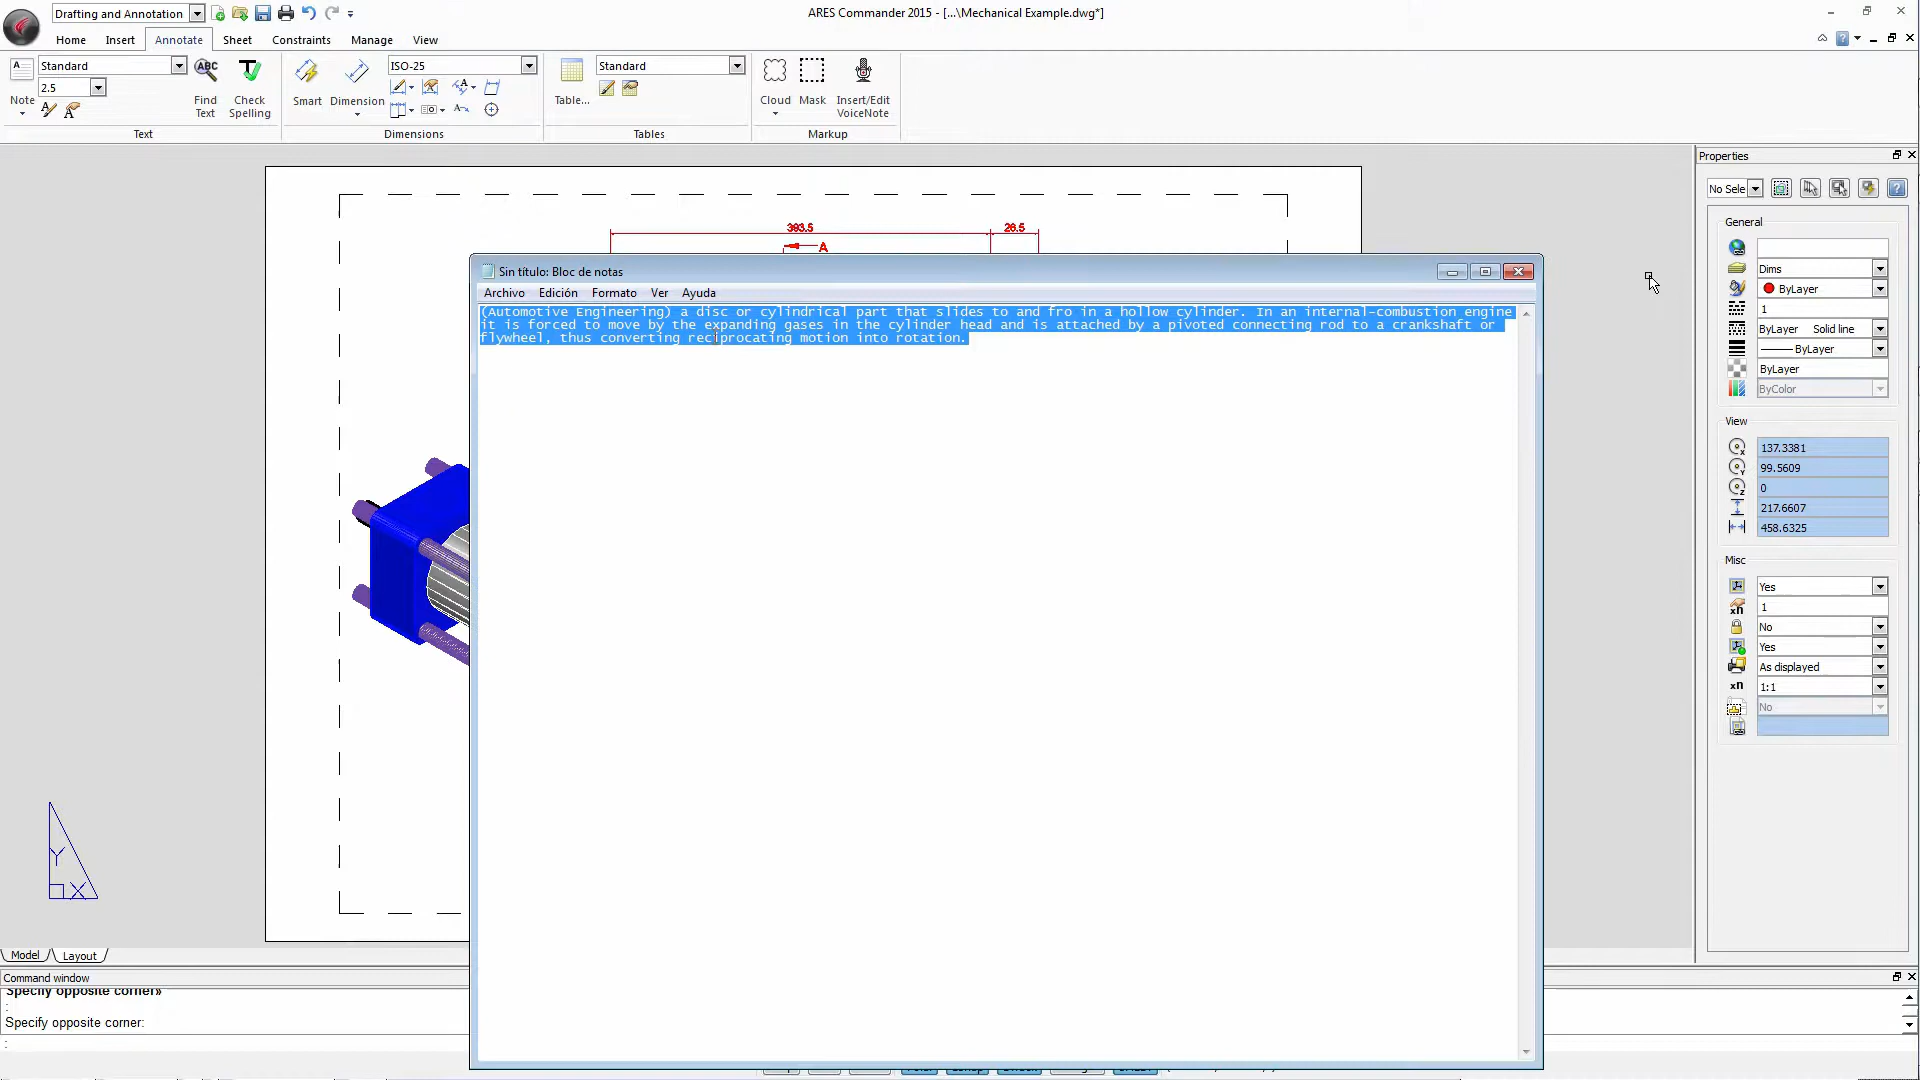 Drafting and Annotation
ARES Commander 2015 - [...\Mechanical Example.dwg*]
Home
Insert
Annotate
Sheet
Constraints
Manage
View
Standard
2.5
Note
ABC
Find
Text
Check
Spelling
Text
Smart
Dimension
ISO-25
Dimensions
Table...
Standard
Tables
Cloud
Mask
Insert/Edit
VoiceNote
Markup
393.5
26.5
A
Sin título: Bloc de notas
Archivo
Edición
Formato
Ver
Ayuda
(Automotive Engineering) a disc or cylindrical part that slides to and fro in a hollow cylinder. In an internal-combustion engine
it is forced to move by the expanding gases in the cylinder head and is attached by a pivoted connecting rod to a crankshaft or
flywheel, thus converting reciprocating motion into rotation.
Properties
No Sele
General
Dims
ByLayer
1
ByLayer Solid line
ByLayer
ByLayer
ByColor
View
137.3381
99.5609
0
217.6607
458.6325
Misc
Yes
1
No
Yes
As displayed
1:1
No
Y
X
Model
Layout
Command window
Specify opposite corner»
:
Specify opposite corner:
: